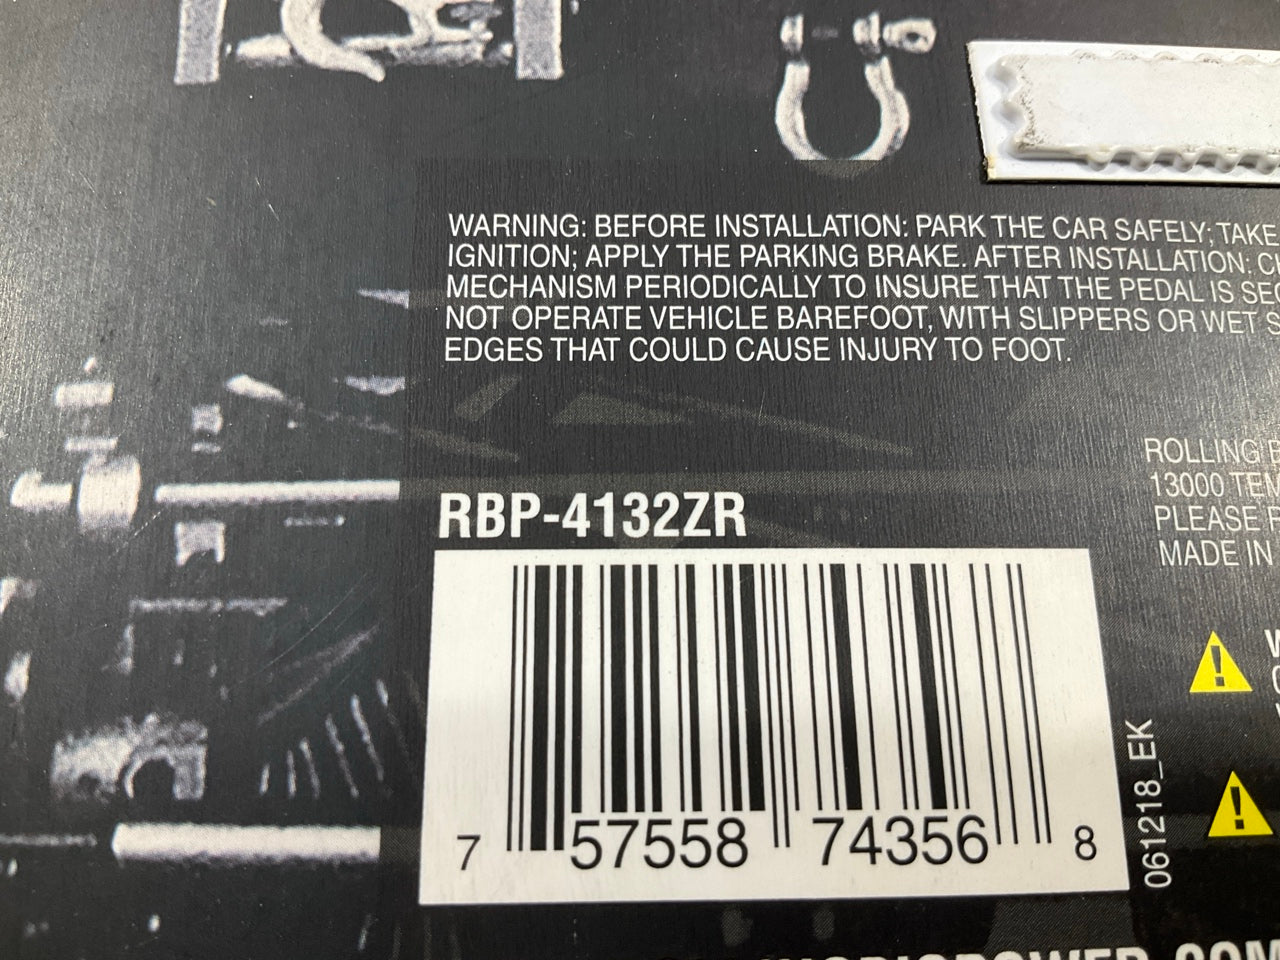 WARNING: BEFORE INSTALLATION: PARK THE CAR SAFELY; TAKE
IGNITION; APPLY THE PARKING BRAKE. AFTER INSTALLATION:
MECHANISM PERIODICALLY TO INSURE THAT THE PEDAL IS
NOT OPERATE VEHICLE BAREFOOT, WITH SLIPPERS OR WET
EDGES THAT COULD CAUSE INJURY TO FOOT.
ROLLING
13000
PLEASE
MADE IN
RBP-4132ZR
7 57558 74356 8
061218_EK